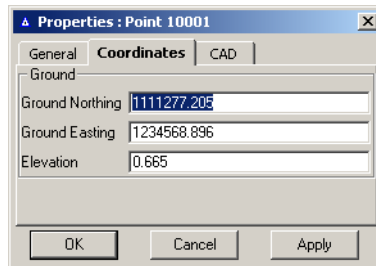 Properties : Point 10001
General Coordinates CAD
Ground
Ground Northing 1111277.205
Ground Easting 1234568.896
Elevation 0.665
OK Cancel Apply